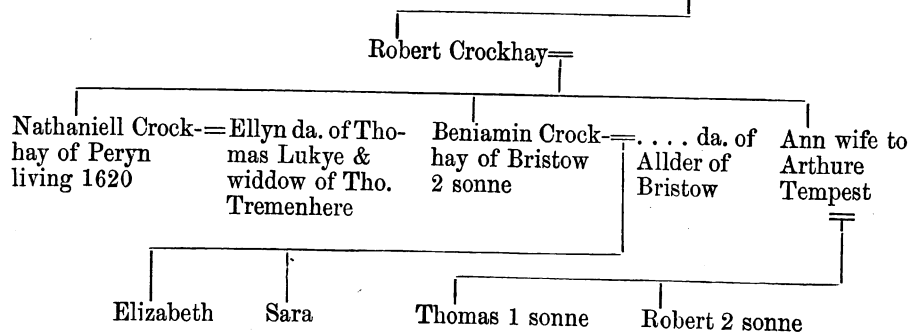 Robert Crockhay
Nathaniell Crock-
hay of Peryn
living 1620
Ellyn da. of Tho-
mas Lukye &
widdow of Tho.
Tremenhere
Beniamin Crock-
hay of Bristow
2 sonne
. . . . da. of
Allder of
Bristow
Ann wife to
Arthure
Tempest
Elizabeth
Sara
Thomas 1 sonne
Robert 2 sonne